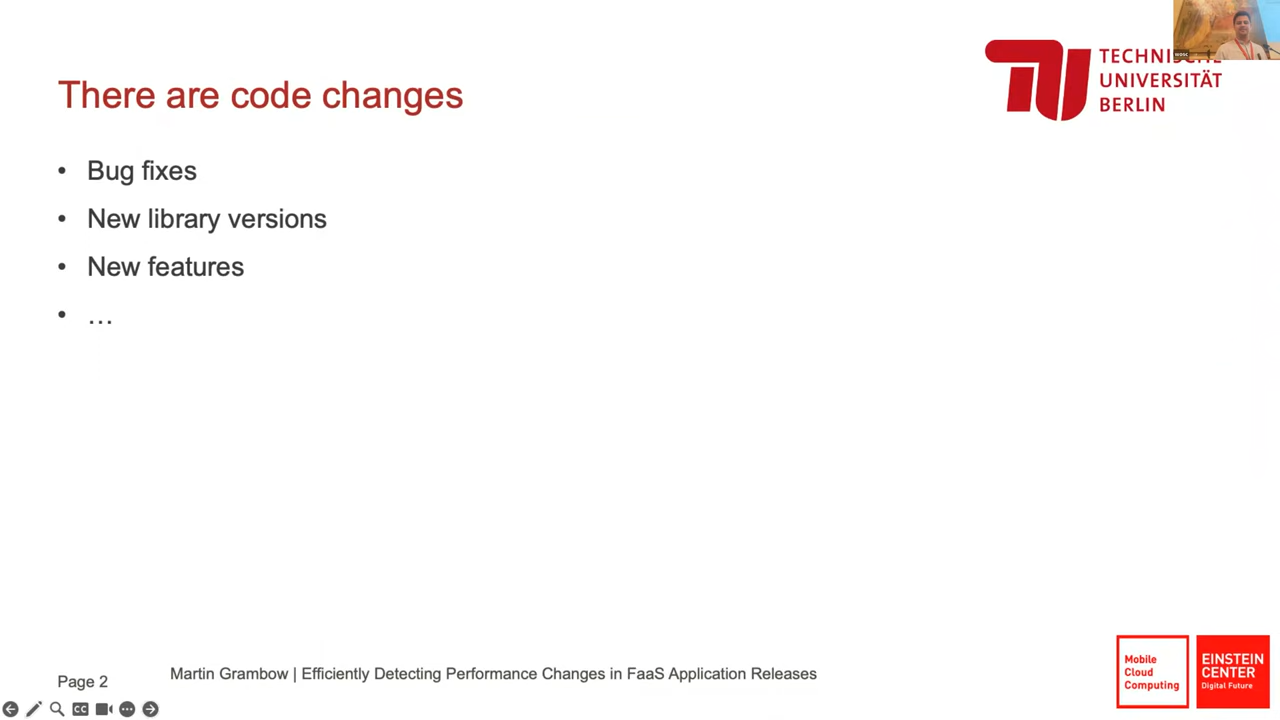 There are code changes
TECHNISCHE
UNIVERSITÄT
BERLIN
• Bug fixes
• New library versions
• New features
• …
Martin Grambow | Efficiently Detecting Performance Changes in FaaS Application Releases
Page 2
Mobile
Cloud
Computing
EINSTEIN
CENTER
Digital Future
CC